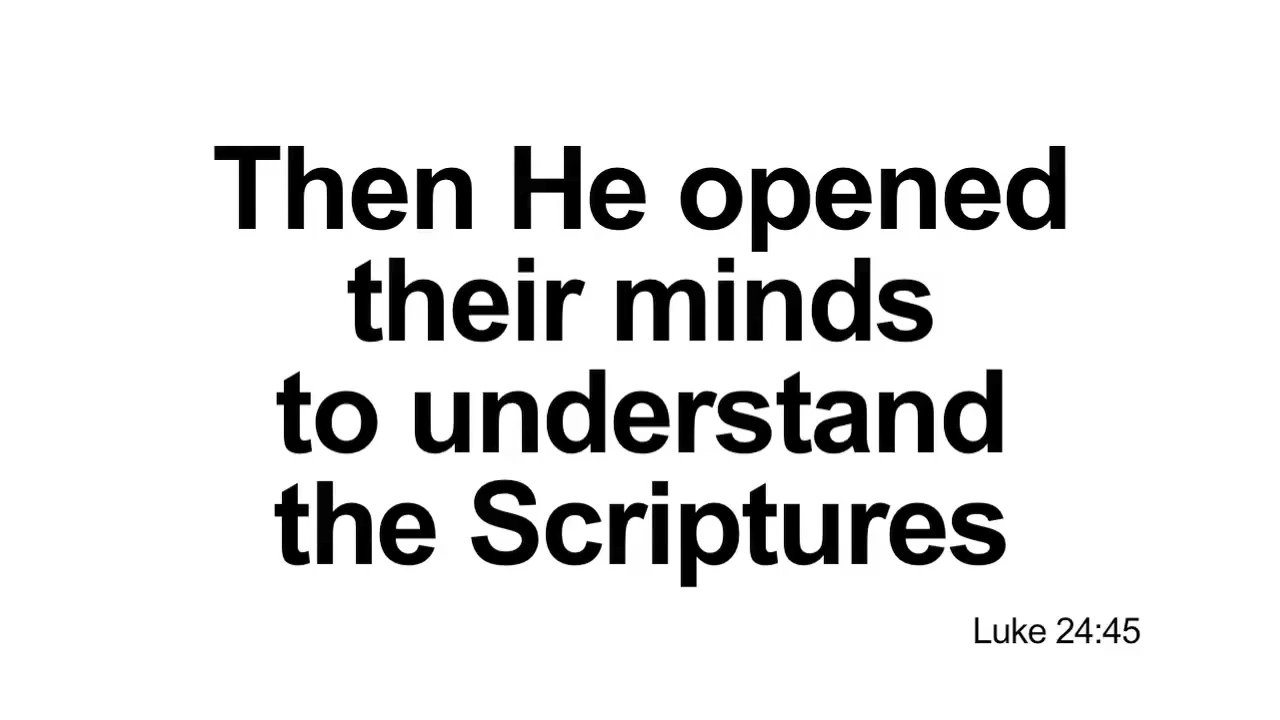 Then He opened
their minds
to understand
the Scriptures
Luke 24:45